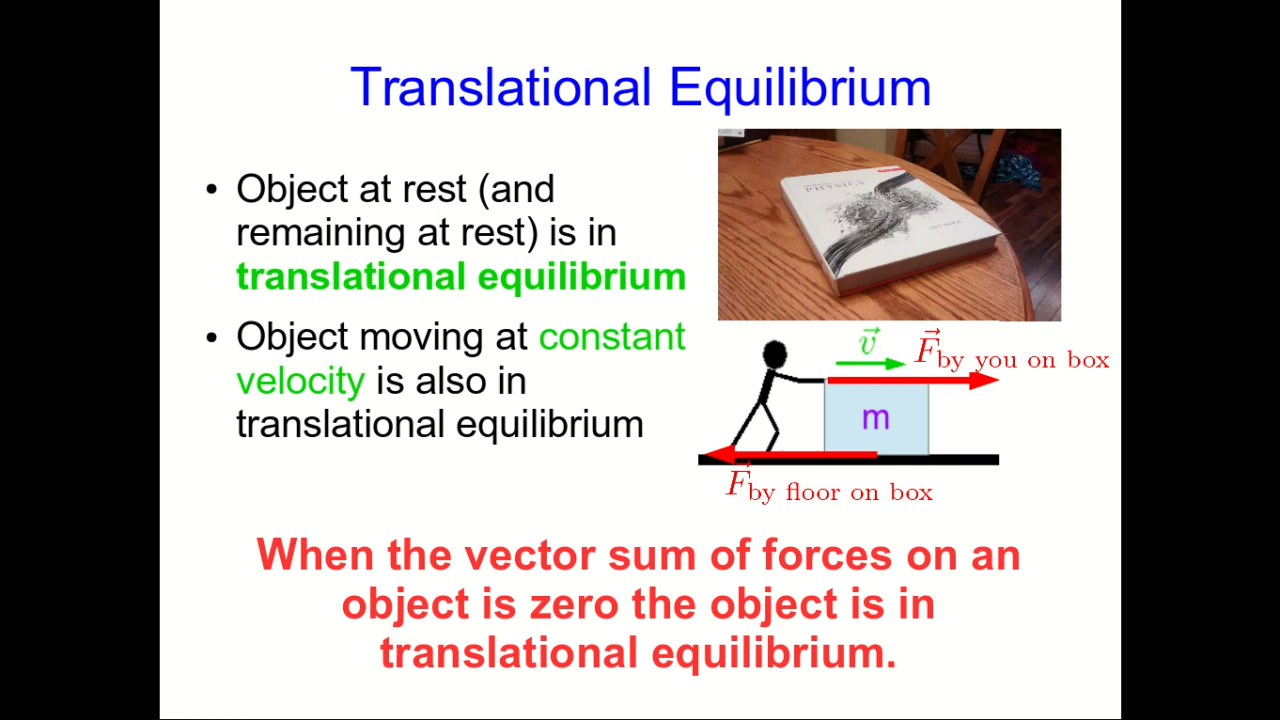 Translational Equilibrium
• Object at rest (and
remaining at rest) is in
translational equilibrium
• Object moving at constant
velocity is also in
translational equilibrium
PHYSICS
v⃗
F⃗by you on box
m
F⃗by floor on box
When the vector sum of forces on an
object is zero the object is in
translational equilibrium.